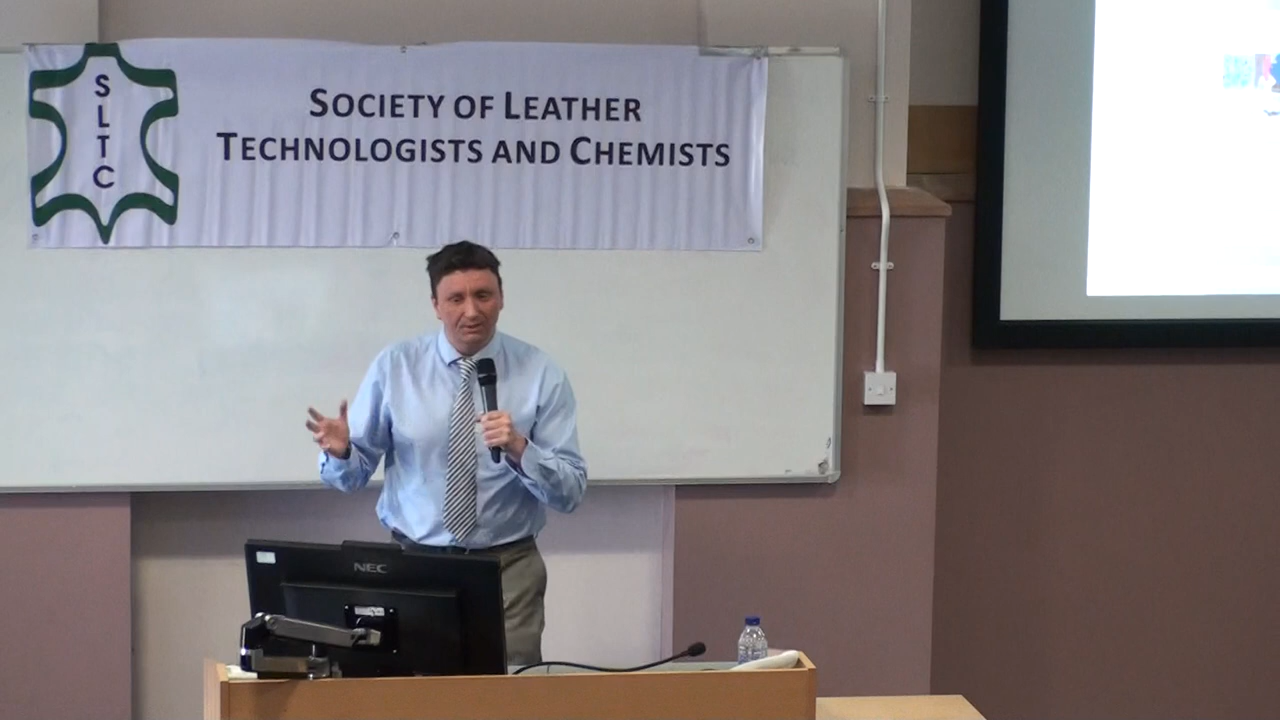 S
L
T
C
SOCIETY OF LEATHER
TECHNOLOGISTS AND CHEMISTS
NEC